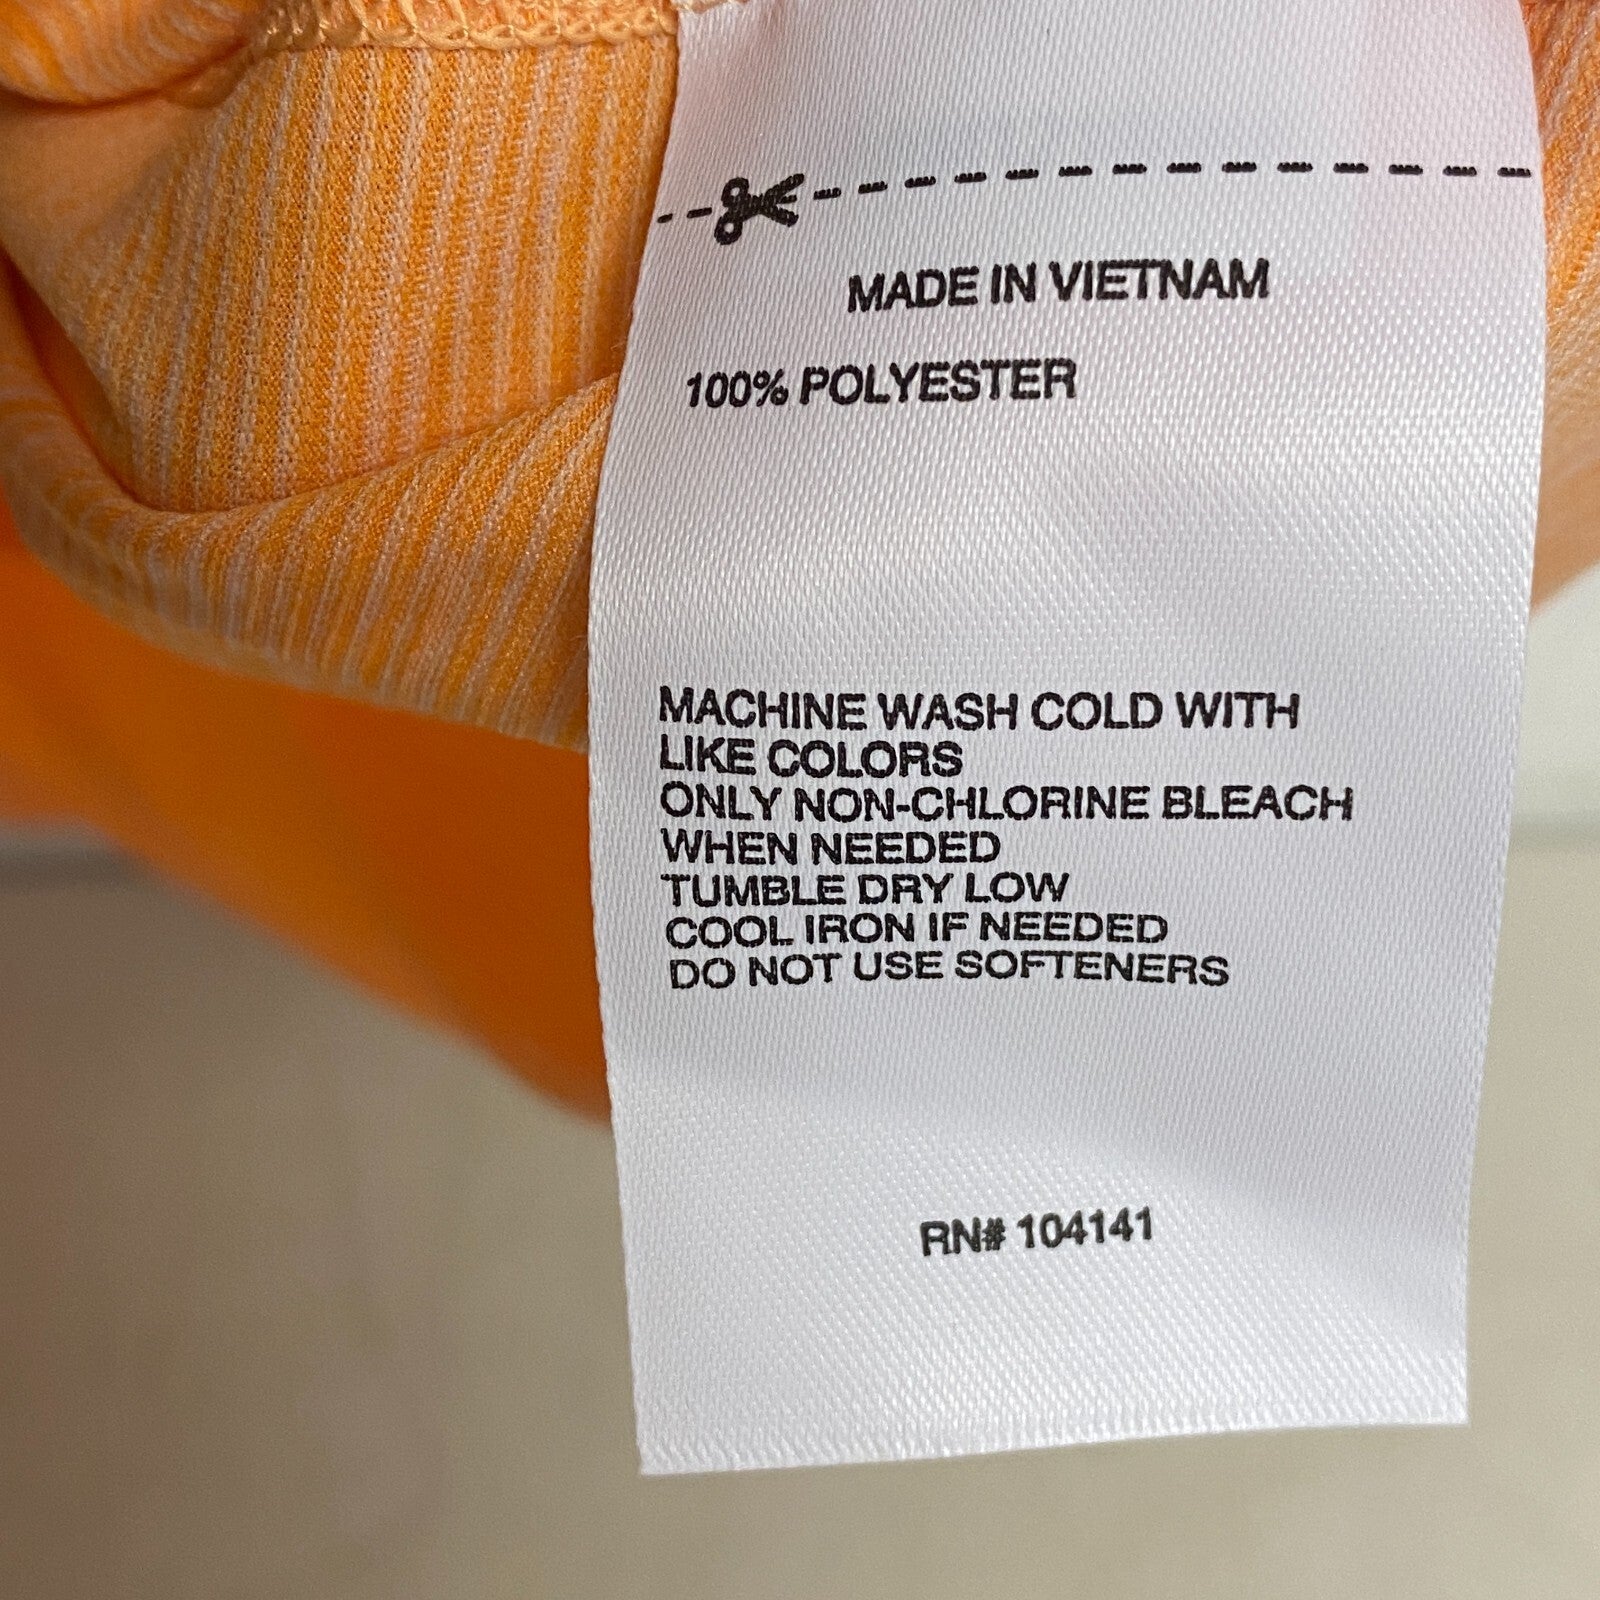 MADE IN VIETNAM
100% POLYESTER
MACHINE WASH COLD WITH
LIKE COLORS
ONLY NON-CHLORINE BLEACH
WHEN NEEDED
TUMBLE DRY LOW
COOL IRON IF NEEDED
DO NOT USE SOFTENERS
RN# 104141